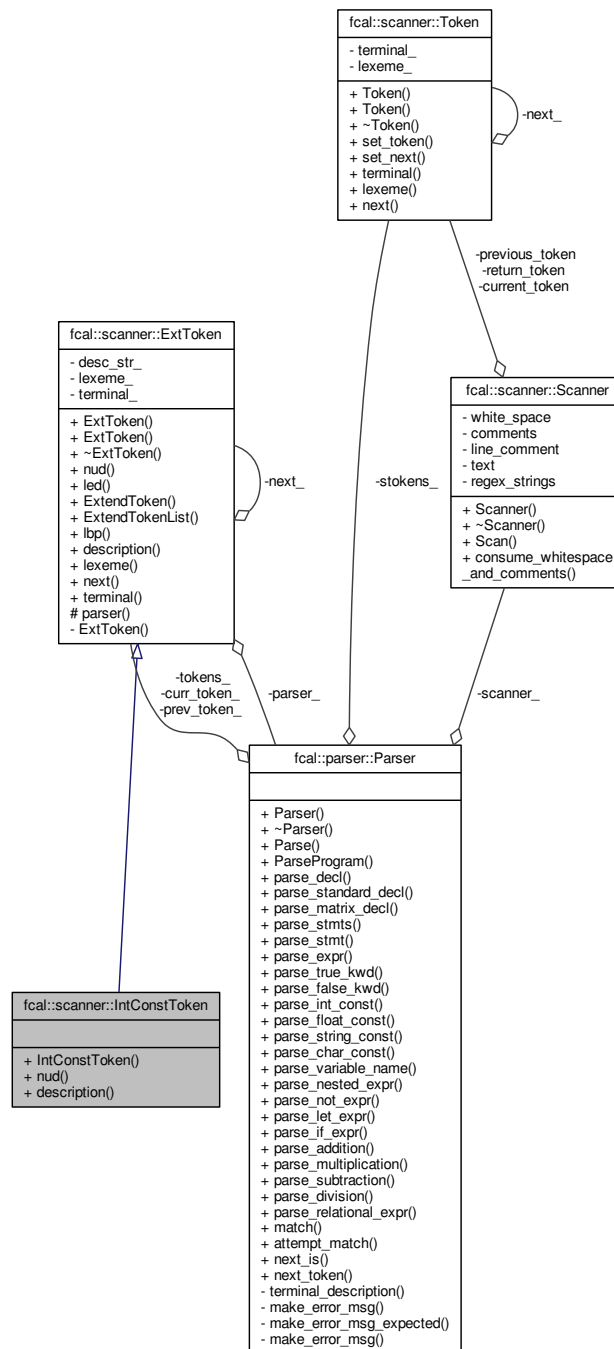 fcal::scanner::Token
- terminal_
- lexeme_
+ Token()
+ Token()
+ ~Token()
+ set_token()
+ set_next()
+ terminal()
+ lexeme()
+ next()
-next_
-previous_token
-return_token
-current_token
fcal::scanner::ExtToken
- desc_str_
- lexeme_
- terminal_
+ ExtToken()
+ ExtToken()
+ ~ExtToken()
+ nud()
+ led()
+ ExtendToken()
+ ExtendTokenList()
+ lbp()
+ description()
+ lexeme()
+ next()
+ terminal()
# parser()
- ExtToken()
-next_
-stokens_
fcal::scanner::Scanner
- white_space
- comments
- line_comment
- text
- regex_strings
+ Scanner()
+ ~Scanner()
+ Scan()
+ consume_whitespace
_and_comments()
-tokens_
-curr_token_
-prev_token_
-parser_
-scanner_
fcal::parser::Parser
+ Parser()
+ ~Parser()
+ Parse()
+ ParseProgram()
+ parse_decl()
+ parse_standard_decl()
+ parse_matrix_decl()
+ parse_stmts()
+ parse_stmt()
+ parse_expr()
+ parse_true_kwd()
+ parse_false_kwd()
+ parse_int_const()
+ parse_float_const()
+ parse_string_const()
+ parse_char_const()
+ parse_variable_name()
+ parse_nested_expr()
+ parse_not_expr()
+ parse_let_expr()
+ parse_if_expr()
+ parse_addition()
+ parse_multiplication()
+ parse_subtraction()
+ parse_division()
+ parse_relational_expr()
+ match()
+ attempt_match()
+ next_is()
+ next_token()
- terminal_description()
- make_error_msg()
- make_error_msg_expected()
- make_error_msg()
fcal::scanner::IntConstToken
+ IntConstToken()
+ nud()
+ description()